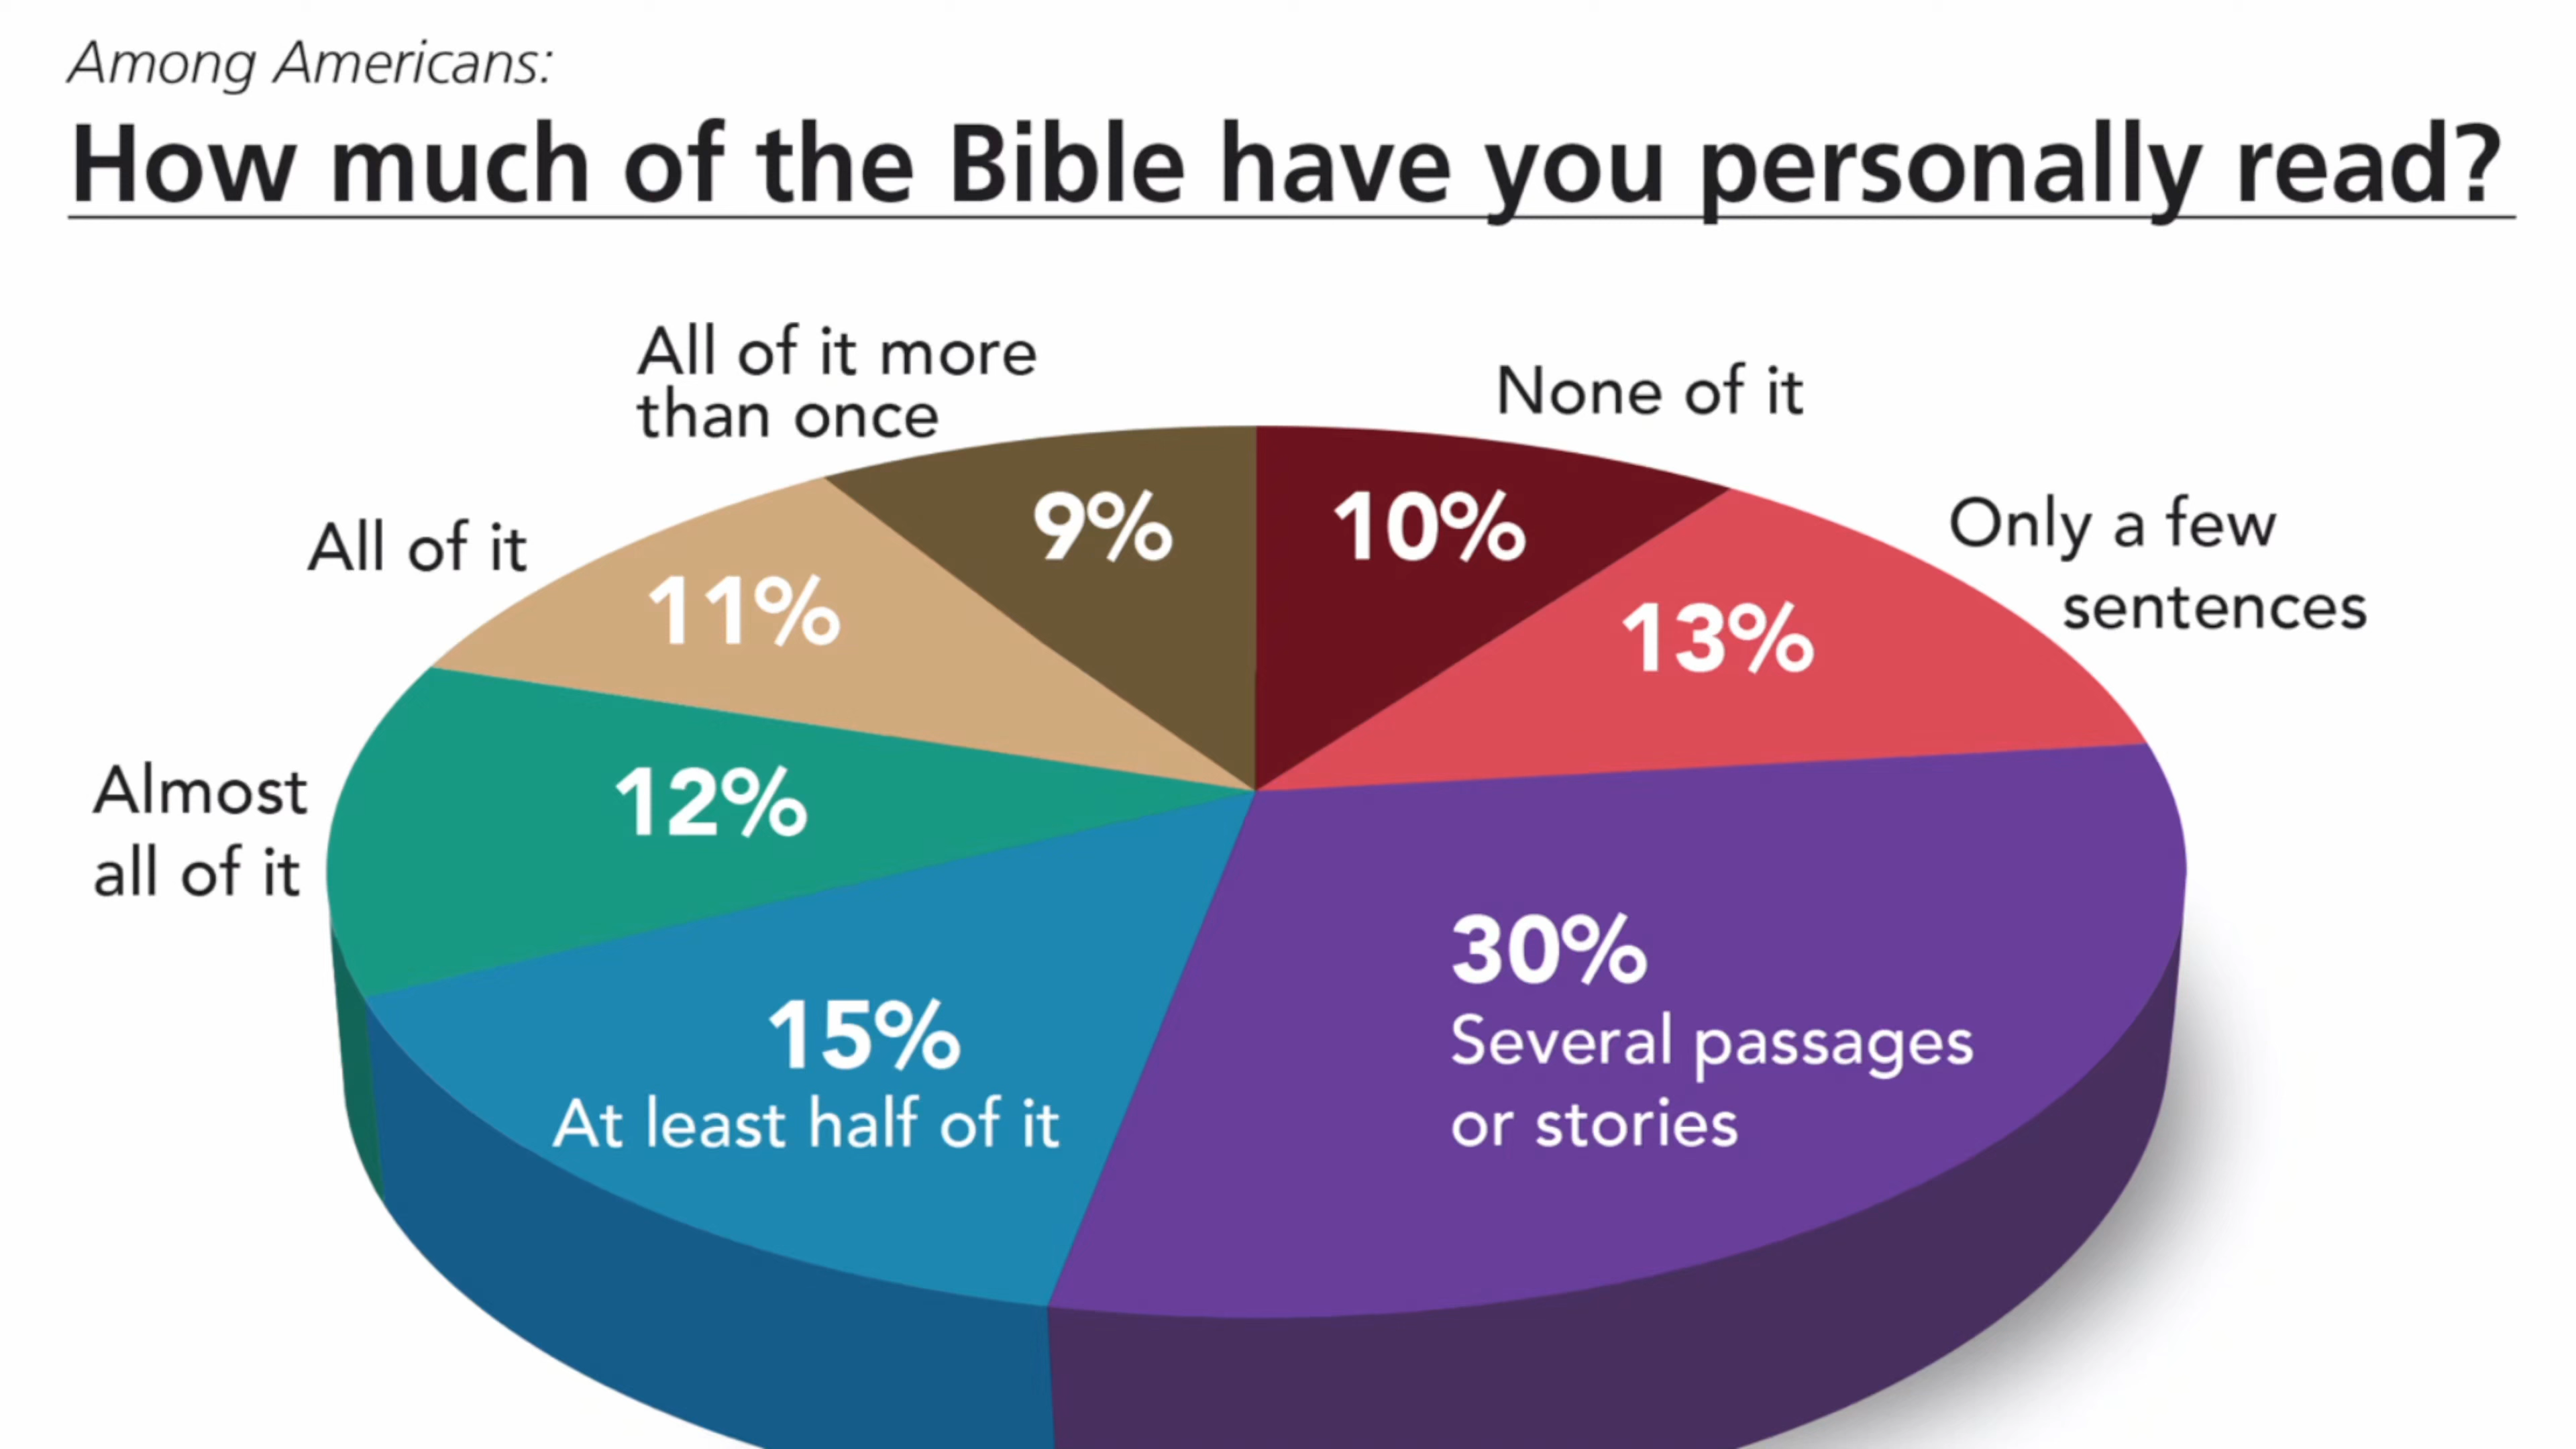 Among Americans:
How much of the Bible have you personally read?
All of it more
than once
9%
None of it
10%
Only a few
sentences
13%
30%
Several passages
or stories
15%
At least half of it
Almost
all of it
12%
All of it
11%